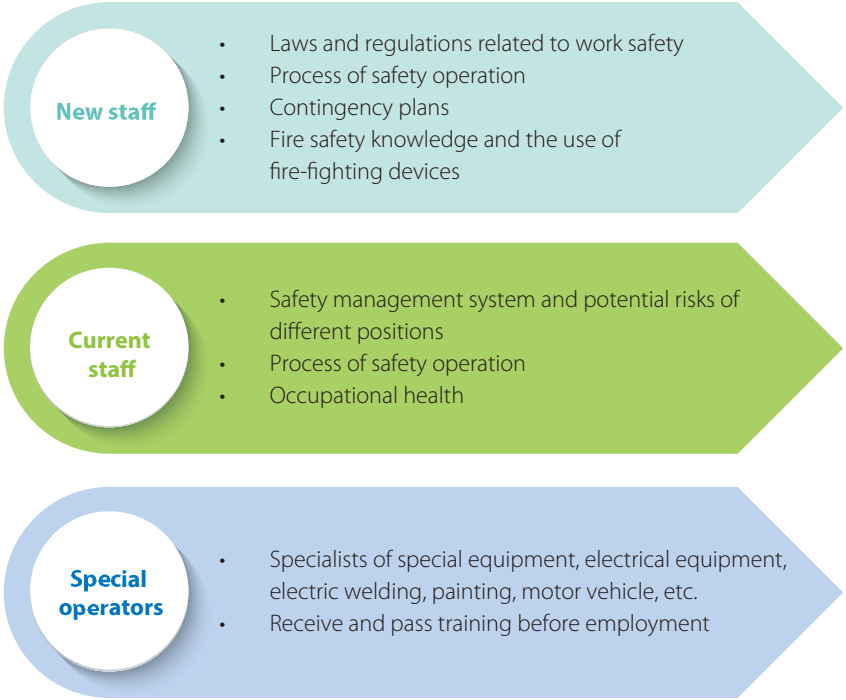 New staff
• Laws and regulations related to work safety
• Process of safety operation
• Contingency plans
• Fire safety knowledge and the use of
fire-fighting devices
Current
staff
• Safety management system and potential risks of
different positions
• Process of safety operation
• Occupational health
Special
operators
• Specialists of special equipment, electrical equipment,
electric welding, painting, motor vehicle, etc.
• Receive and pass training before employment